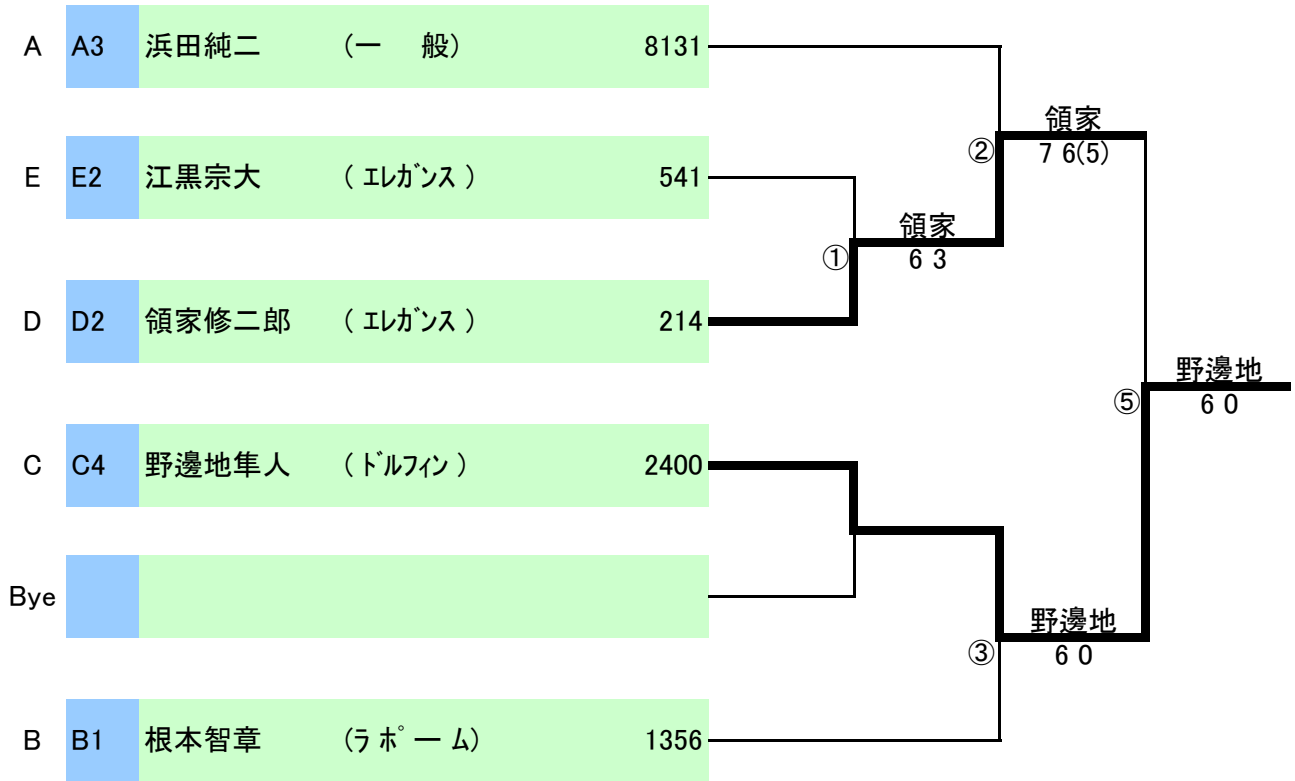 A A3 浜田純二 (一 般) 8131
領家
② 7 6(5)
E E2 江黒宗大 (エレガンス) 541
領家
① 6 3
D D2 領家修二郎 (エレガンス) 214
野邊地
⑤ 6 0
C C4 野邊地隼人 (ドルフィン) 2400
Bye
野邊地
③ 6 0
B B1 根本智章 (ラポーム) 1356